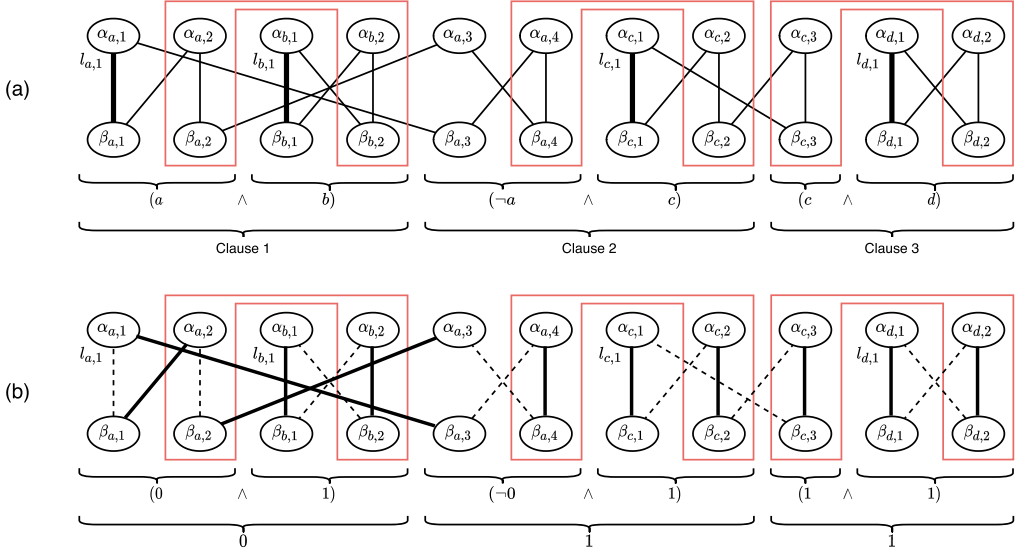 α_{a,1} α_{a,2} α_{b,1} α_{b,2} α_{a,3} α_{a,4} α_{c,1} α_{c,2} α_{c,3} α_{d,1} α_{d,2}
l_{a,1} l_{b,1} l_{c,1} l_{d,1}
(a)
β_{a,1} β_{a,2} β_{b,1} β_{b,2} β_{a,3} β_{a,4} β_{c,1} β_{c,2} β_{c,3} β_{d,1} β_{d,2}
(a ∧ b) (¬a ∧ c) (c ∧ d)
Clause 1 Clause 2 Clause 3
α_{a,1} α_{a,2} α_{b,1} α_{b,2} α_{a,3} α_{a,4} α_{c,1} α_{c,2} α_{c,3} α_{d,1} α_{d,2}
l_{a,1} l_{b,1} l_{c,1} l_{d,1}
(b)
β_{a,1} β_{a,2} β_{b,1} β_{b,2} β_{a,3} β_{a,4} β_{c,1} β_{c,2} β_{c,3} β_{d,1} β_{d,2}
(0 ∧ 1) (¬0 ∧ 1) (1 ∧ 1)
0 1 1